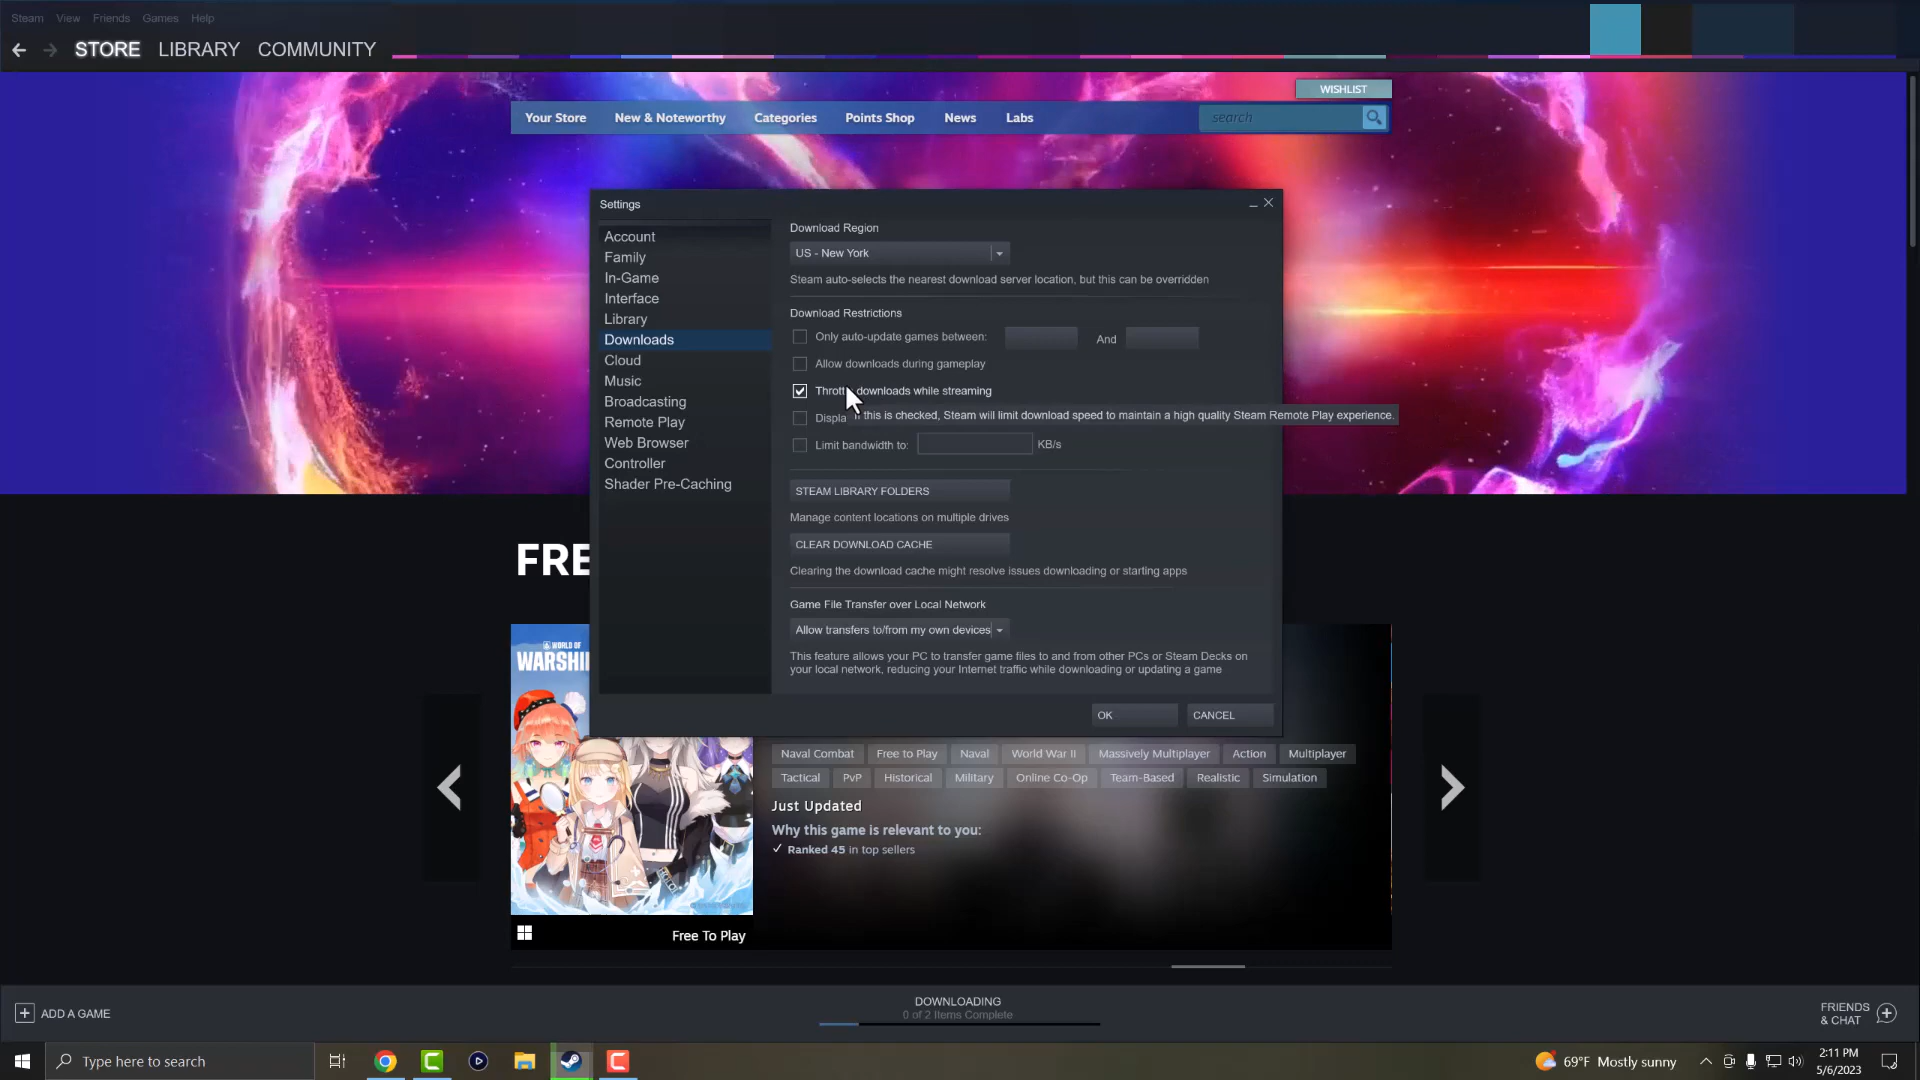 Steam View Friends Games Help
STORE LIBRARY COMMUNITY
WISHLIST
Your Store New & Noteworthy Categories Points Shop News Labs search
Settings
Account
Family
In-Game
Interface
Library
Downloads
Cloud
Music
Broadcasting
Remote Play
Web Browser
Controller
Shader Pre-Caching
Download Region
US - New York
Steam auto-selects the nearest download server location, but this can be overridden
Download Restrictions
Only auto-update games between: And
Allow downloads during gameplay
downloads while streaming
this is checked, Steam will limit download speed to maintain a high quality Steam Remote Play experience.
Limit bandwidth to: KB/s
STEAM LIBRARY FOLDERS
Manage content locations on multiple drives
CLEAR DOWNLOAD CACHE
Clearing the download cache might resolve issues downloading or starting apps
Game File Transfer over Local Network
Allow transfers to/from my own devices
This feature allows your PC to transfer game files to and from other PCs or Steam Decks on
your local network, reducing your Internet traffic while downloading or updating a game
OK CANCEL
FRE
WORLD OF
WARSHI
Naval Combat Free to Play Naval World War II Massively Multiplayer Action Multiplayer
Tactical PvP Historical Military Online Co-Op Team-Based Realistic Simulation
Just Updated
Why this game is relevant to you:
✓ Ranked 45 in top sellers
Free To Play
ADD A GAME
DOWNLOADING
0 of 2 Items Complete
FRIENDS
& CHAT
Type here to search
69°F Mostly sunny
2:11 PM
5/6/2023